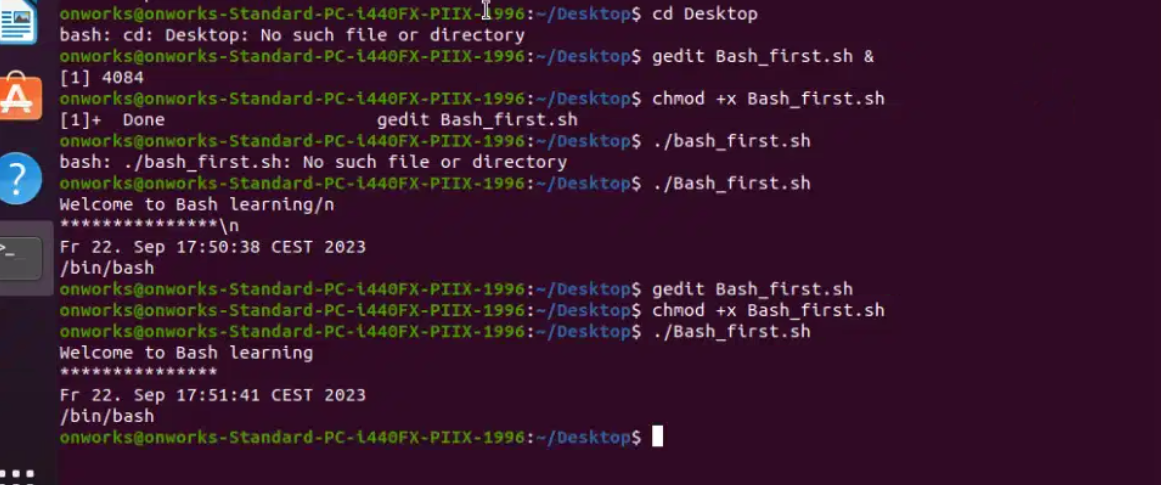 onworks@onworks-Standard-PC-i440FX-PIIX-1996:~/Desktop$ cd Desktop
bash: cd: Desktop: No such file or directory
onworks@onworks-Standard-PC-i440FX-PIIX-1996:~/Desktop$ gedit Bash_first.sh &
[1] 4084
onworks@onworks-Standard-PC-i440FX-PIIX-1996:~/Desktop$ chmod +x Bash_first.sh
[1]+  Done                    gedit Bash_first.sh
onworks@onworks-Standard-PC-i440FX-PIIX-1996:~/Desktop$ ./bash_first.sh
bash: ./bash_first.sh: No such file or directory
onworks@onworks-Standard-PC-i440FX-PIIX-1996:~/Desktop$ ./Bash_first.sh
Welcome to Bash learning/n
***************\n
Fr 22. Sep 17:50:38 CEST 2023
/bin/bash
onworks@onworks-Standard-PC-i440FX-PIIX-1996:~/Desktop$ gedit Bash_first.sh
onworks@onworks-Standard-PC-i440FX-PIIX-1996:~/Desktop$ chmod +x Bash_first.sh
onworks@onworks-Standard-PC-i440FX-PIIX-1996:~/Desktop$ ./Bash_first.sh
Welcome to Bash learning
***************
Fr 22. Sep 17:51:41 CEST 2023
/bin/bash
onworks@onworks-Standard-PC-i440FX-PIIX-1996:~/Desktop$